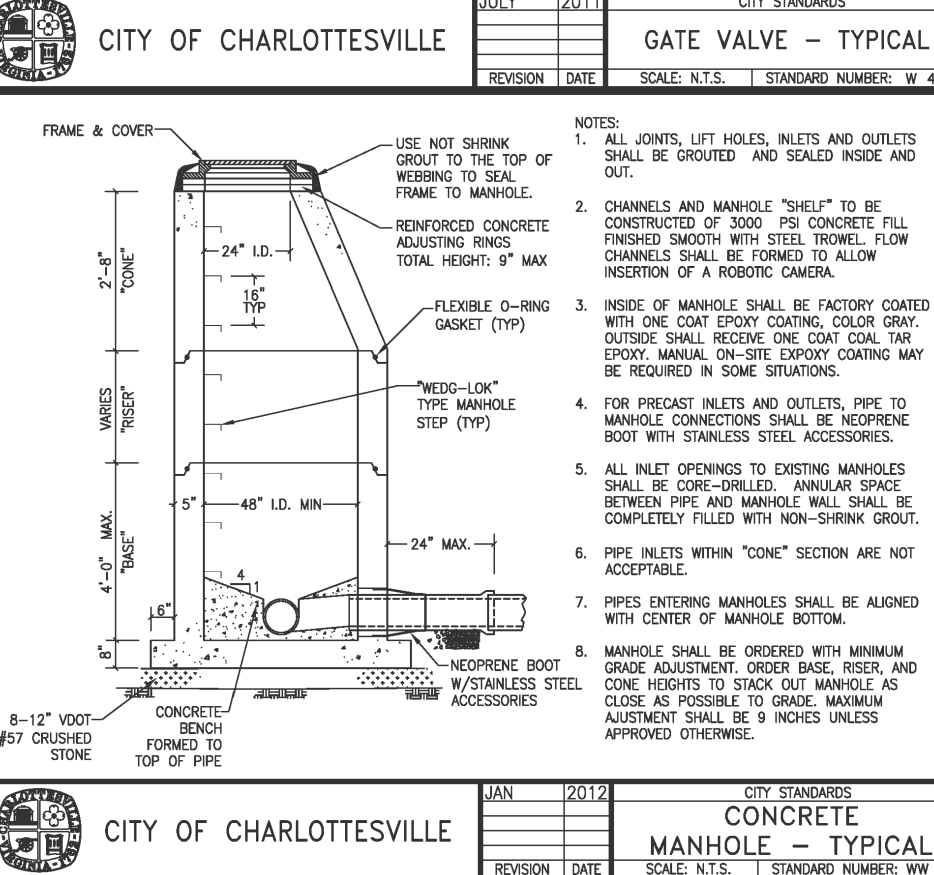 JULY 2011
CITY STANDARDS
CITY OF CHARLOTTESVILLE
GATE VALVE – TYPICAL
REVISION DATE
SCALE: N.T.S.
STANDARD NUMBER: W 4
FRAME & COVER
USE NOT SHRINK
GROUT TO THE TOP OF
WEBBING TO SEAL
FRAME TO MANHOLE.
REINFORCED CONCRETE
ADJUSTING RINGS
TOTAL HEIGHT: 9" MAX
24" I.D.
2'-8"
"CONE"
16"
TYP
FLEXIBLE O-RING
GASKET (TYP)
VARIES
"RISER"
"WEDG-LOK"
TYPE MANHOLE
STEP (TYP)
5"
48" I.D. MIN
4'-0" MAX.
"BASE"
24" MAX.
4
1
6"
8"
NEOPRENE BOOT
W/STAINLESS STEEL
ACCESSORIES
8-12" VDOT
#57 CRUSHED
STONE
CONCRETE
BENCH
FORMED TO
TOP OF PIPE
NOTES:
1. ALL JOINTS, LIFT HOLES, INLETS AND OUTLETS
SHALL BE GROUTED AND SEALED INSIDE AND
OUT.
2. CHANNELS AND MANHOLE "SHELF" TO BE
CONSTRUCTED OF 3000 PSI CONCRETE FILL
FINISHED SMOOTH WITH STEEL TROWEL. FLOW
CHANNELS SHALL BE FORMED TO ALLOW
INSERTION OF A ROBOTIC CAMERA.
3. INSIDE OF MANHOLE SHALL BE FACTORY COATED
WITH ONE COAT EPOXY COATING, COLOR GRAY.
OUTSIDE SHALL RECEIVE ONE COAT COAL TAR
EPOXY. MANUAL ON-SITE EXPOXY COATING MAY
BE REQUIRED IN SOME SITUATIONS.
4. FOR PRECAST INLETS AND OUTLETS, PIPE TO
MANHOLE CONNECTIONS SHALL BE NEOPRENE
BOOT WITH STAINLESS STEEL ACCESSORIES.
5. ALL INLET OPENINGS TO EXISTING MANHOLES
SHALL BE CORE-DRILLED. ANNULAR SPACE
BETWEEN PIPE AND MANHOLE WALL SHALL BE
COMPLETELY FILLED WITH NON-SHRINK GROUT.
6. PIPE INLETS WITHIN "CONE" SECTION ARE NOT
ACCEPTABLE.
7. PIPES ENTERING MANHOLES SHALL BE ALIGNED
WITH CENTER OF MANHOLE BOTTOM.
8. MANHOLE SHALL BE ORDERED WITH MINIMUM
GRADE ADJUSTMENT. ORDER BASE, RISER, AND
CONE HEIGHTS TO STACK OUT MANHOLE AS
CLOSE AS POSSIBLE TO GRADE. MAXIMUM
AJUSTMENT SHALL BE 9 INCHES UNLESS
APPROVED OTHERWISE.
CHARLOTTESVILLE
VIRGINIA-1762
CITY OF CHARLOTTESVILLE
JAN 2012
CITY STANDARDS
CONCRETE
MANHOLE – TYPICAL
REVISION DATE
SCALE: N.T.S.
STANDARD NUMBER: WW